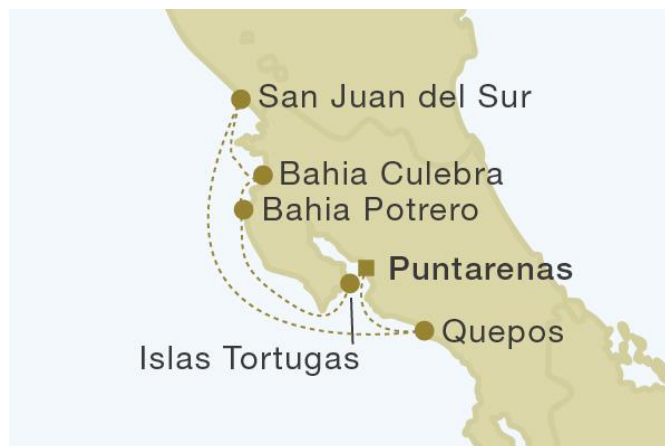 San Juan del Sur
Bahia Culebra
Bahia Potrero
Puntarenas
Quepos
Islas Tortugas